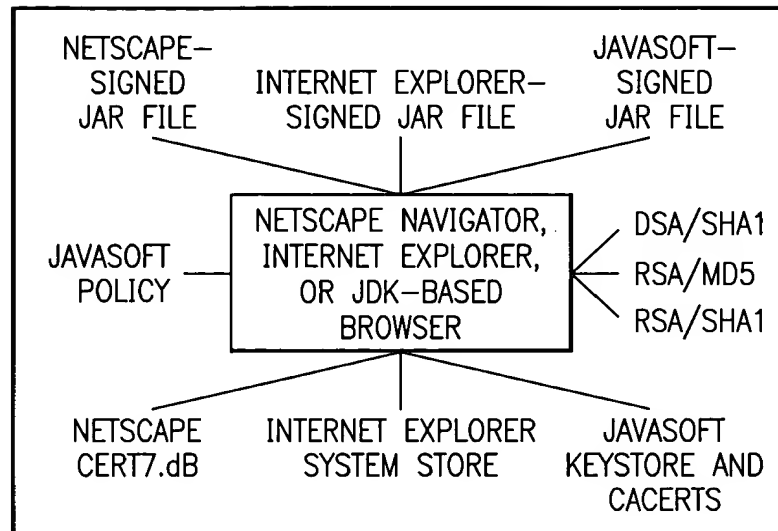 NETSCAPE-
SIGNED
JAR FILE
INTERNET EXPLORER-
SIGNED JAR FILE
JAVASOFT-
SIGNED
JAR FILE
JAVASOFT
POLICY
NETSCAPE NAVIGATOR,
INTERNET EXPLORER,
OR JDK-BASED
BROWSER
DSA/SHA1
RSA/MD5
RSA/SHA1
NETSCAPE
CERT7.dB
INTERNET EXPLORER
SYSTEM STORE
JAVASOFT
KEYSTORE AND
CACERTS